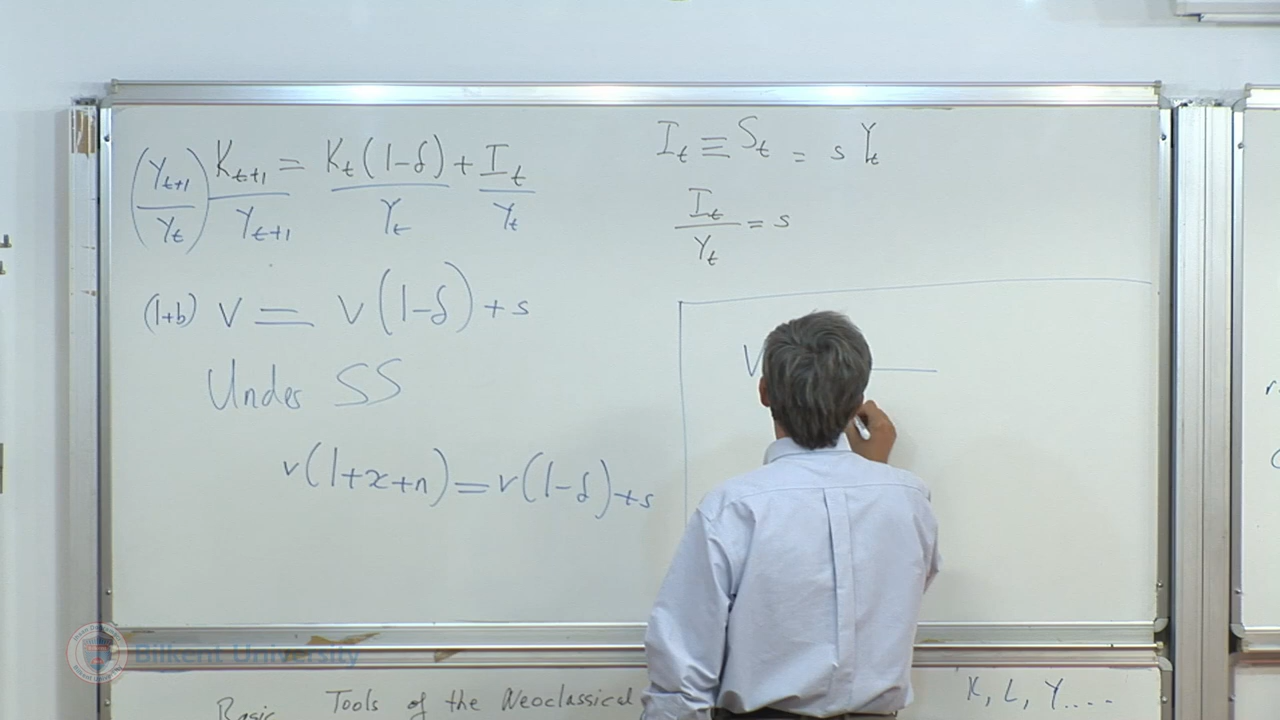 (Y_{t+1}/Y_t) K_{t+1}/Y_{t+1} = K_t(1-δ)/Y_t + I_t/Y_t
(1+b) v = v(1-δ) + s
Under SS
v(1+x+n) = v(1-δ) + s
I_t ≡ S_t = s Y_t
I_t/Y_t = s
V
Bilkent University
Basic Tools of the Neoclassical
K, L, Y....